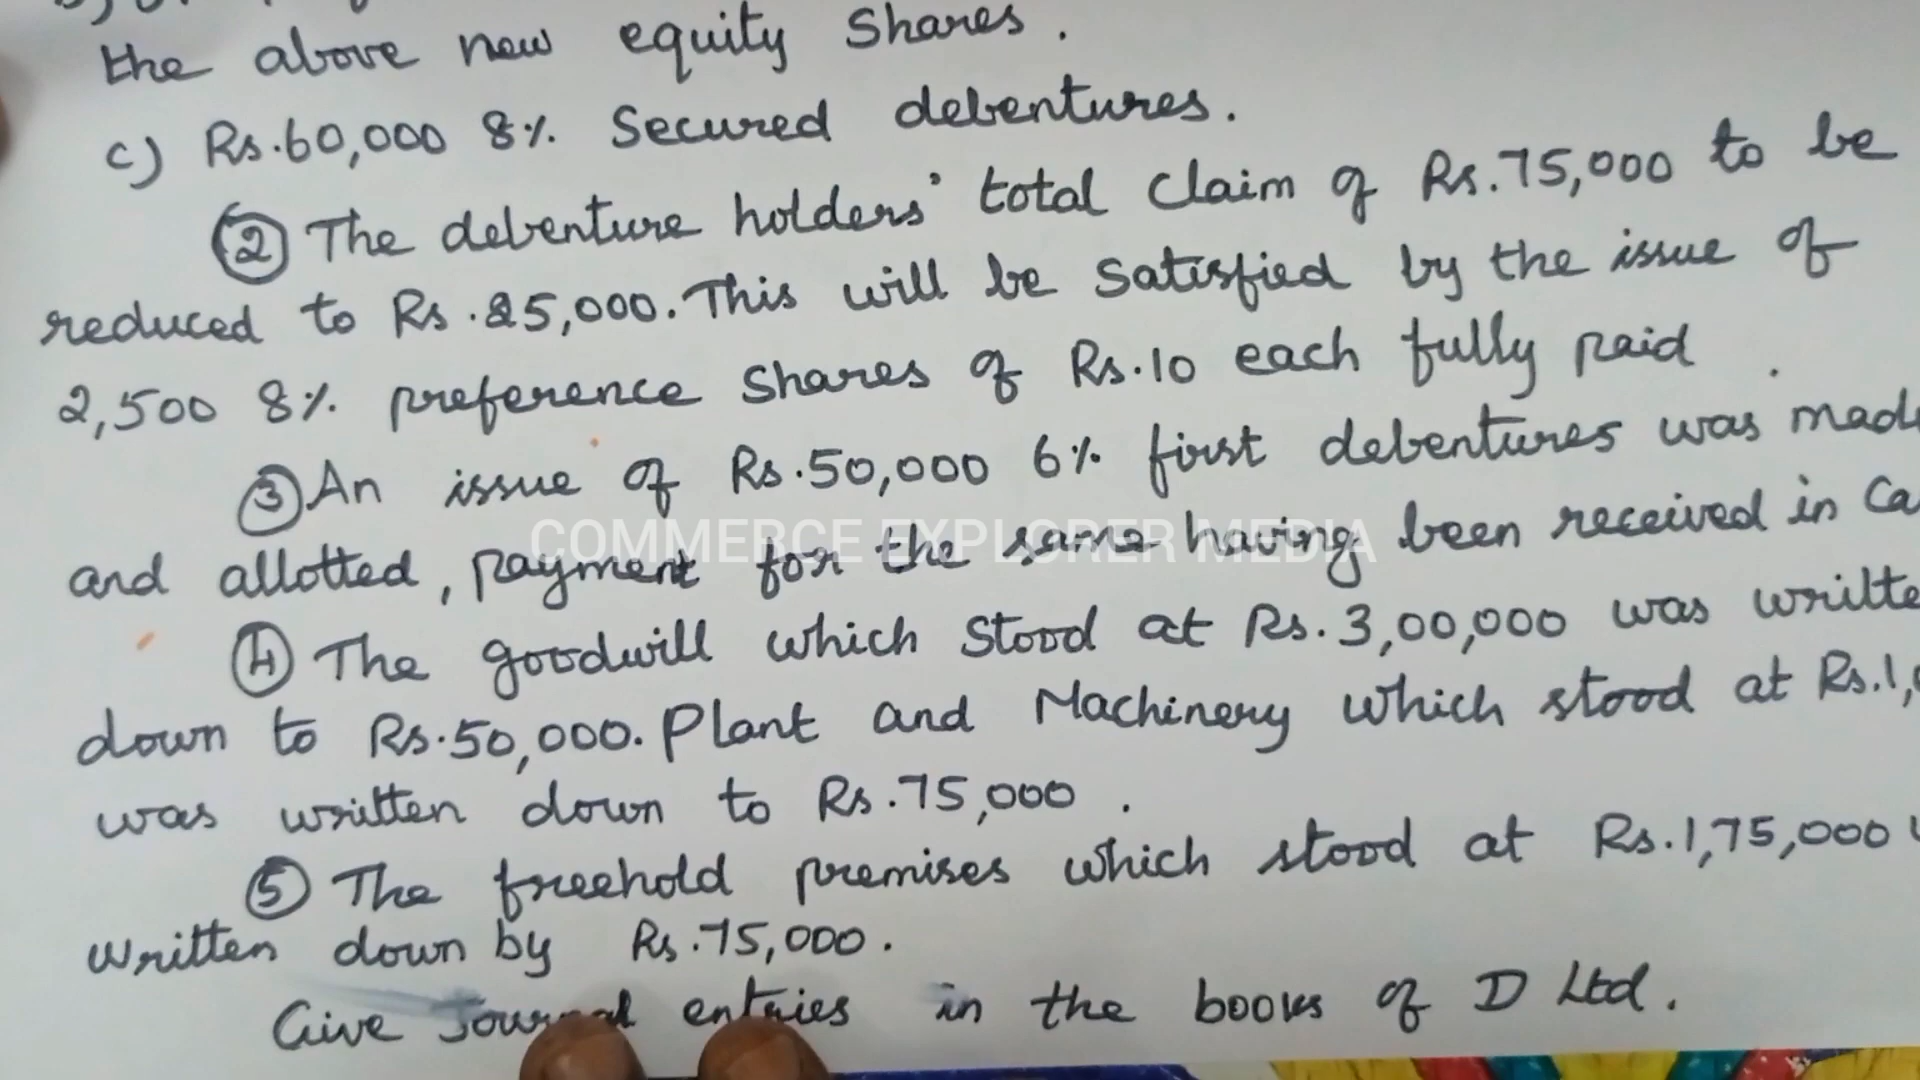 the above new equity Shares.
c) Rs.60,000 8%. Secured debentures.
② The debenture holders' total claim of Rs.75,000 to be
reduced to Rs.25,000. This will be satisfied by the issue of
2,500 8%. preference shares of Rs.10 each fully paid.
③ An issue of Rs.50,000 6%. first debentures was made
and allotted, payment for the same having been received in Ca
COMMERCE EXPLORER MEDIA
④ The goodwill which stood at Rs.3,00,000 was writte
down to Rs.50,000. Plant and Machinery which stood at Rs.1,
was written down to Rs.75,000.
⑤ The freehold premises which stood at Rs.1,75,000
written down by Rs.75,000.
Give Journal entries in the books of D Ltd.